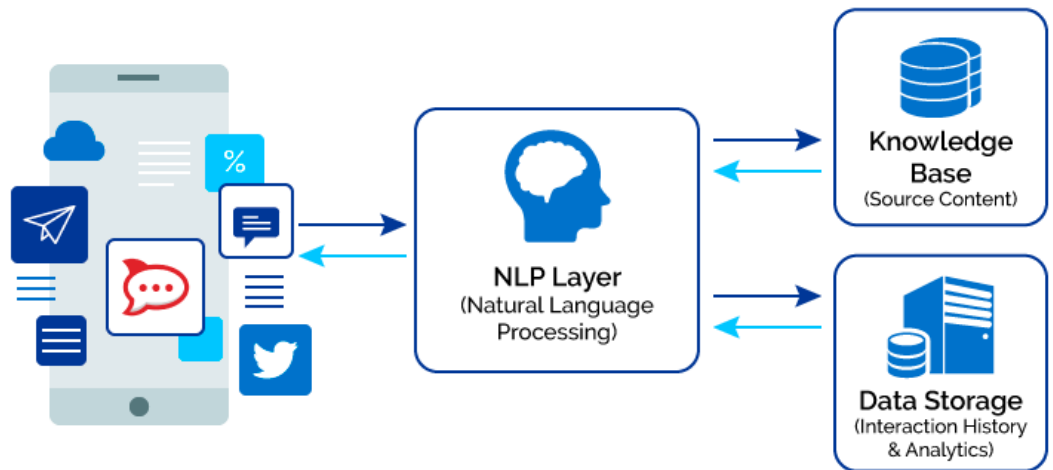 %
NLP Layer
(Natural Language
Processing)
Knowledge
Base
(Source Content)
Data Storage
(Interaction History
& Analytics)